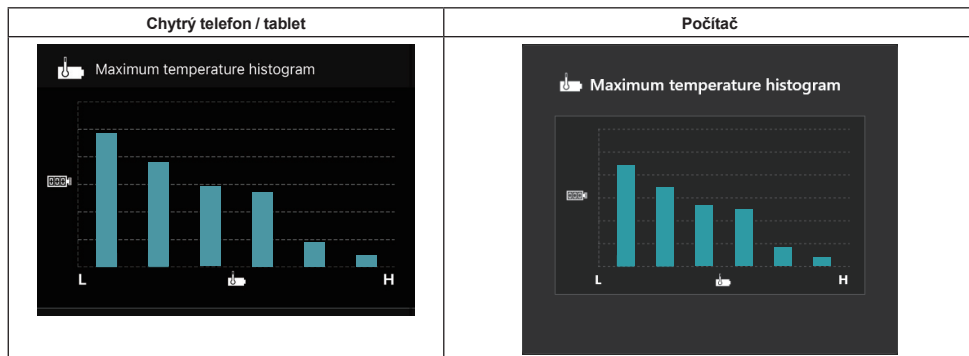 Chytrý telefon / tablet
Počítač
Maximum temperature histogram
L
H
Maximum temperature histogram
L
H